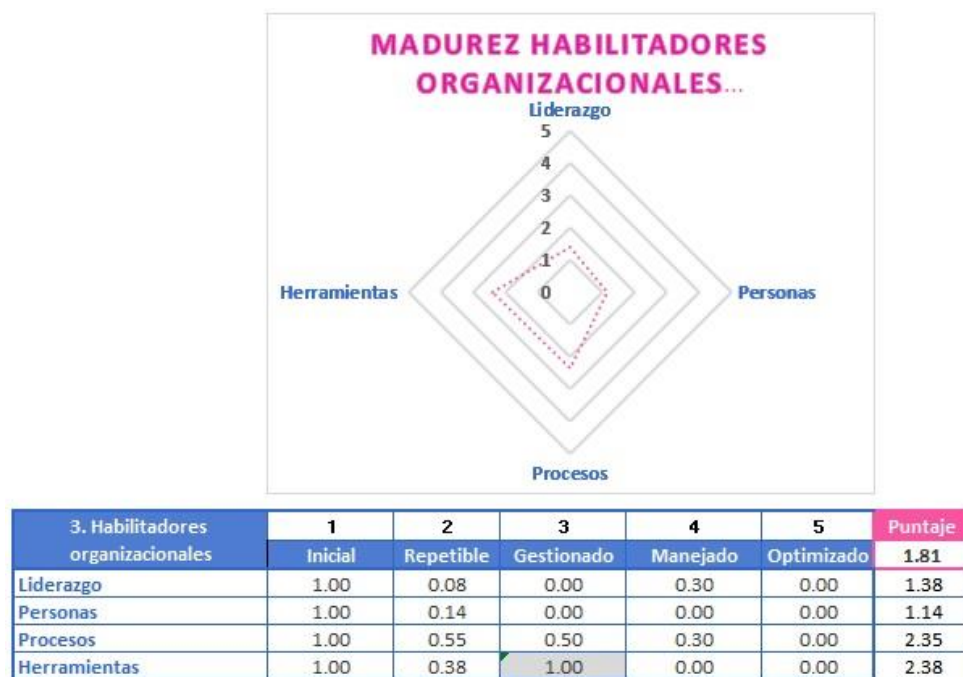 MADUREZ HABILITADORES
ORGANIZACIONALES...
Liderazgo
5
4
3
2
1
0
Herramientas
Personas
Procesos
3. Habilitadores organizacionales 1 2 3 4 5 Puntaje
Inicial Repetible Gestionado Manejado Optimizado 1.81
Liderazgo 1.00 0.08 0.00 0.30 0.00 1.38
Personas 1.00 0.14 0.00 0.00 0.00 1.14
Procesos 1.00 0.55 0.50 0.30 0.00 2.35
Herramientas 1.00 0.38 1.00 0.00 0.00 2.38